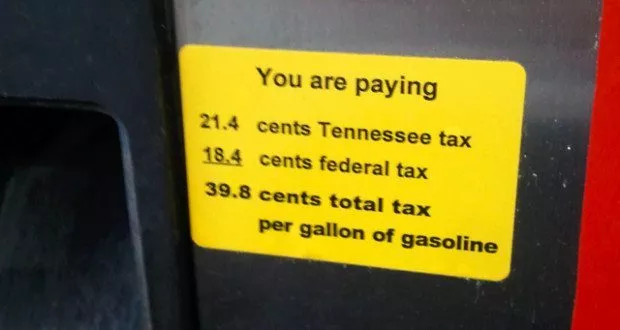 You are paying
21.4 cents Tennessee tax
18.4 cents federal tax
39.8 cents total tax
per gallon of gasoline